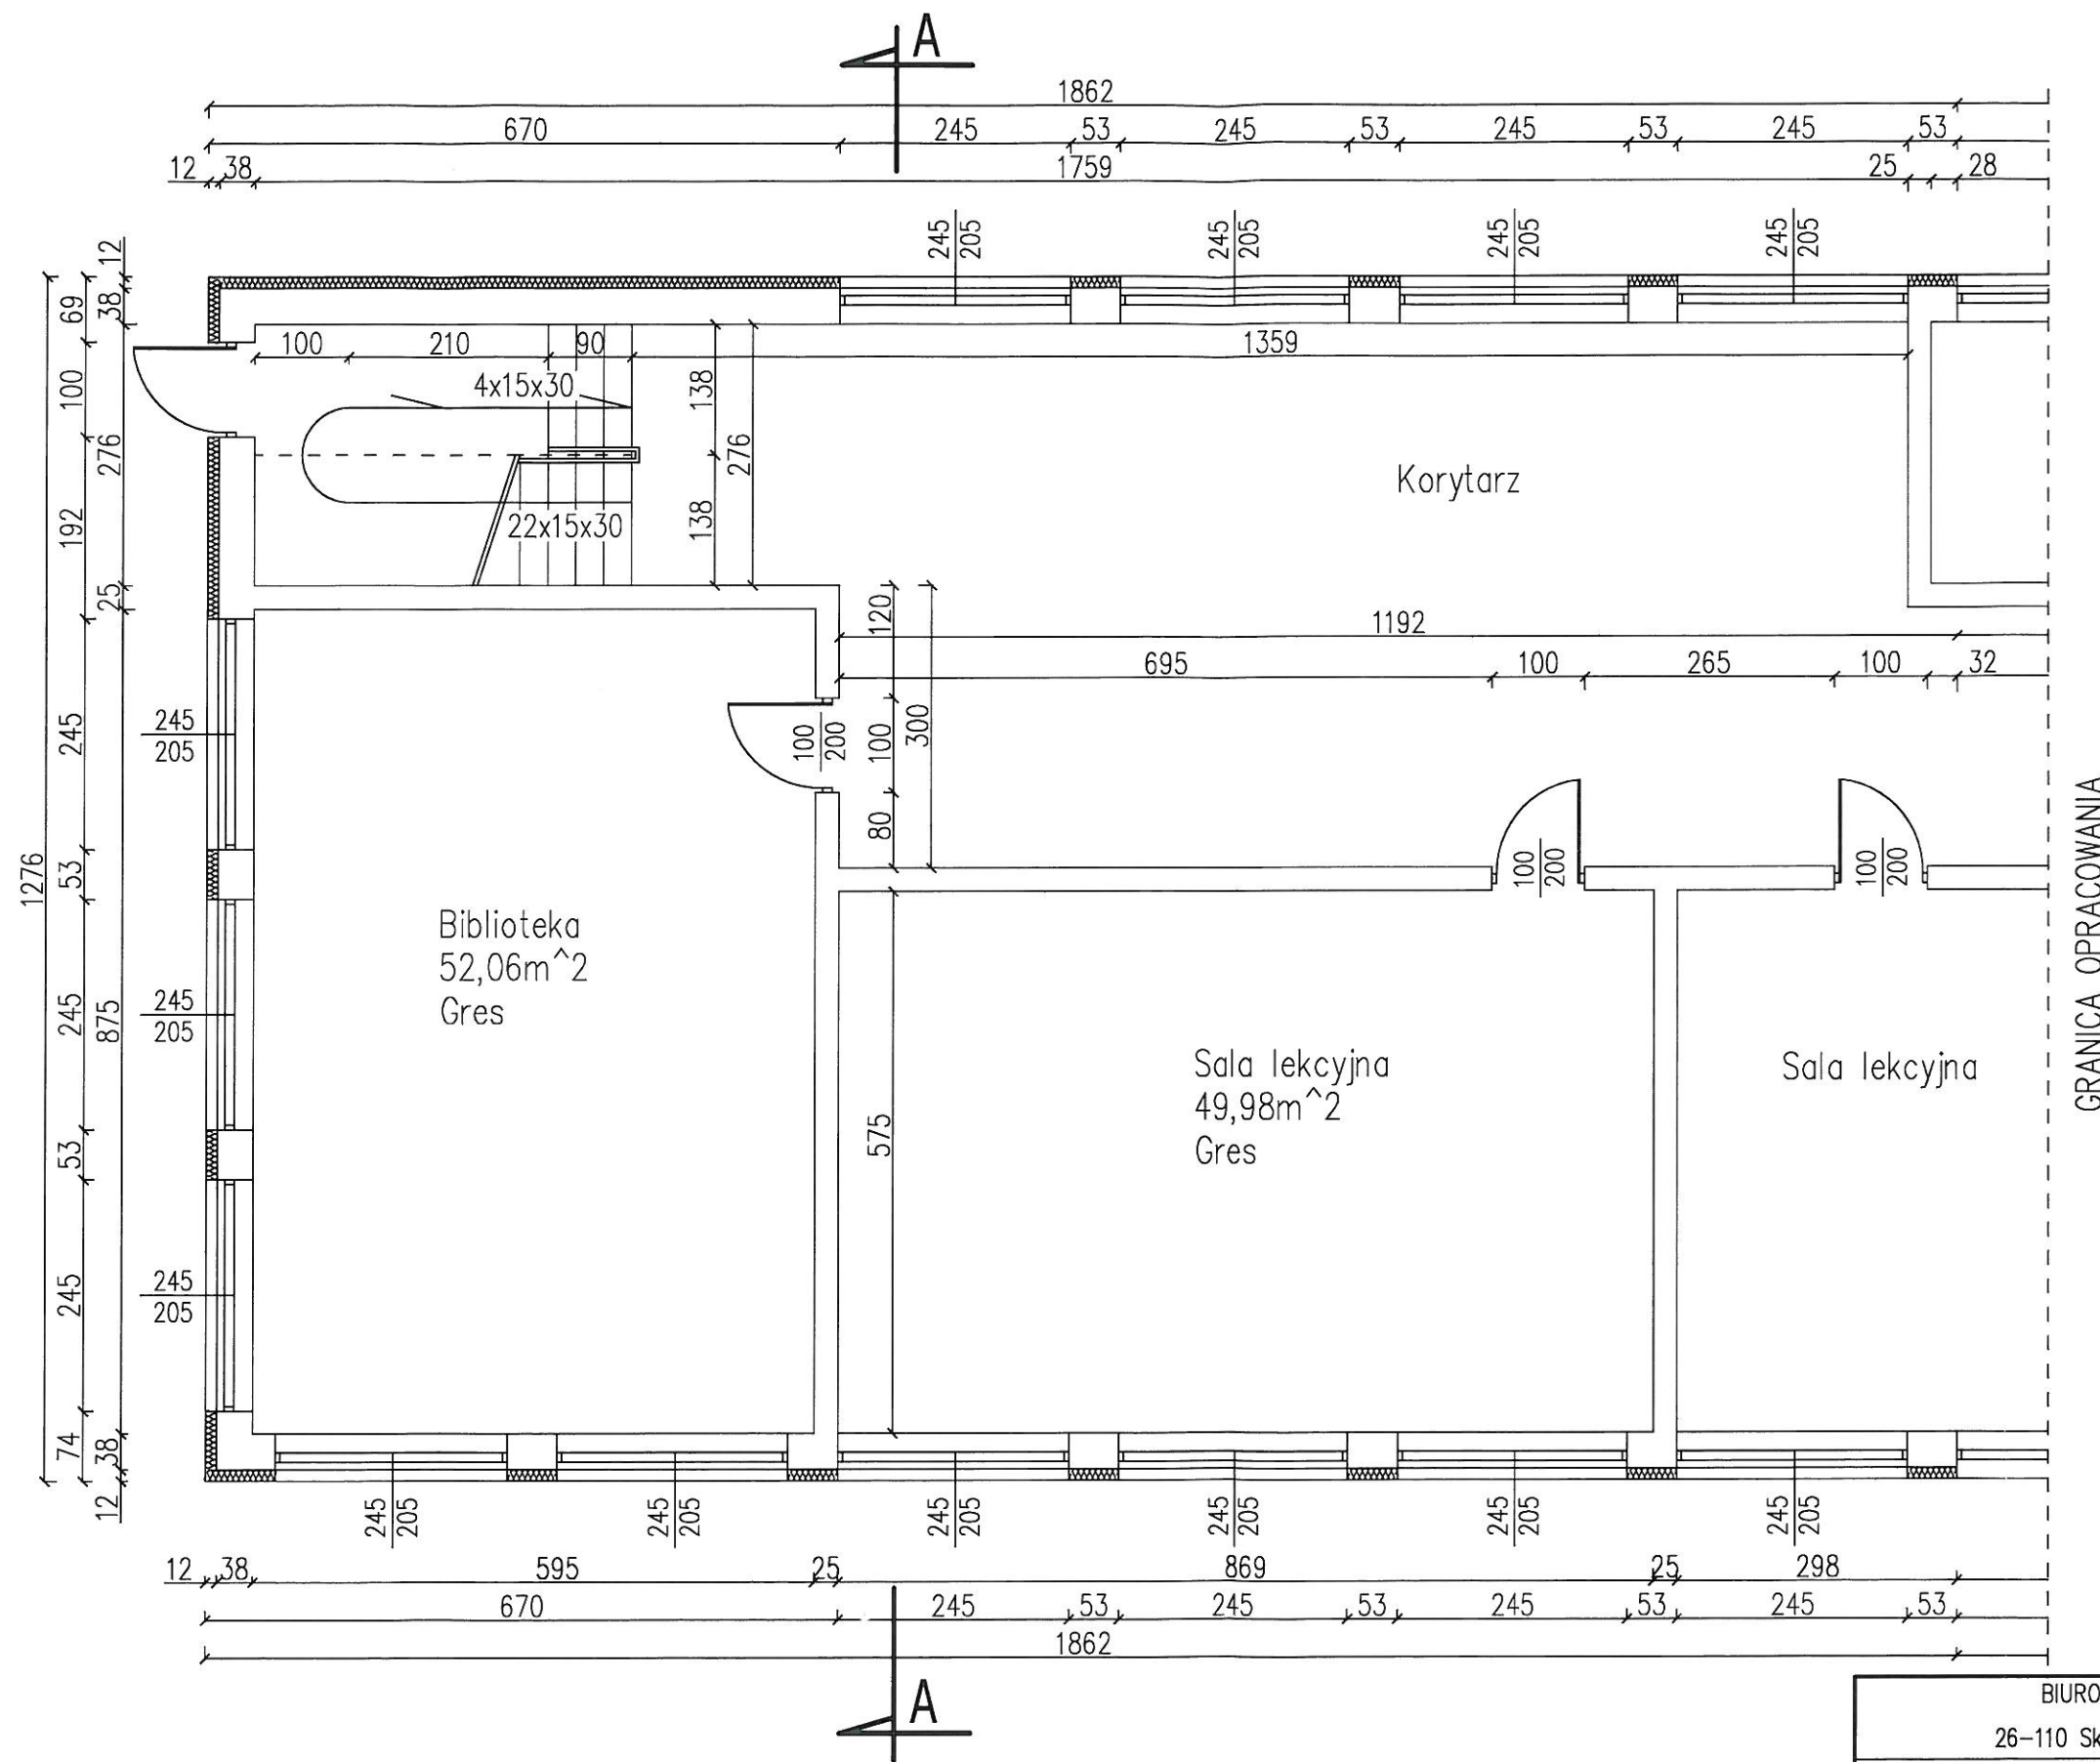 A
1862
670 245 53 245 53 245 53 245 53
12 38 1759 25 28
245
205
245
205
245
205
245
205
12
38
69
100
276
192
25
245
53
245
53
245
74
1276
875
38
12
100 210 90 1359
4x15x30
138
276
138
22x15x30
Korytarz
120
1192
695 100 265 100 32
100
300
80
100
200
245
205
245
205
245
205
100
200
100
200
Biblioteka
52,06m^2
Gres
575
Sala lekcyjna
49,98m^2
Gres
Sala lekcyjna
GRANICA OPRACOWANIA
245
205
245
205
245
205
245
205
245
205
245
205
12 38 595 25 869 25 298
670 245 53 245 53 245 53 245 53
1862
A
BIURO
26-110 Sk